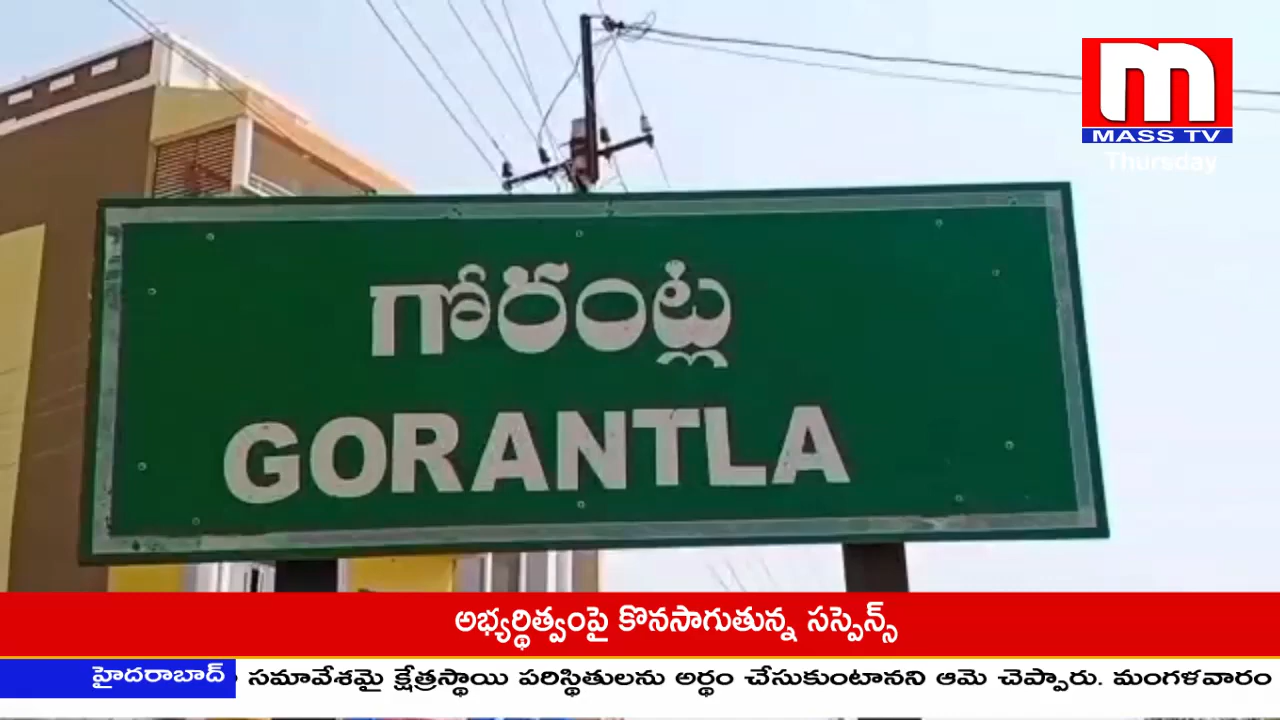 MASS TV
Thursday
గోరంట్ల
GORANTLA
అభ్యర్థిత్వంపై కొనసాగుతున్న సస్పెన్స్
హైదరాబాద్ సమావేశమై క్షేత్రస్థాయి పరిస్థితులను అర్థం చేసుకుంటానని ఆమె చెప్పారు. మంగళవారం